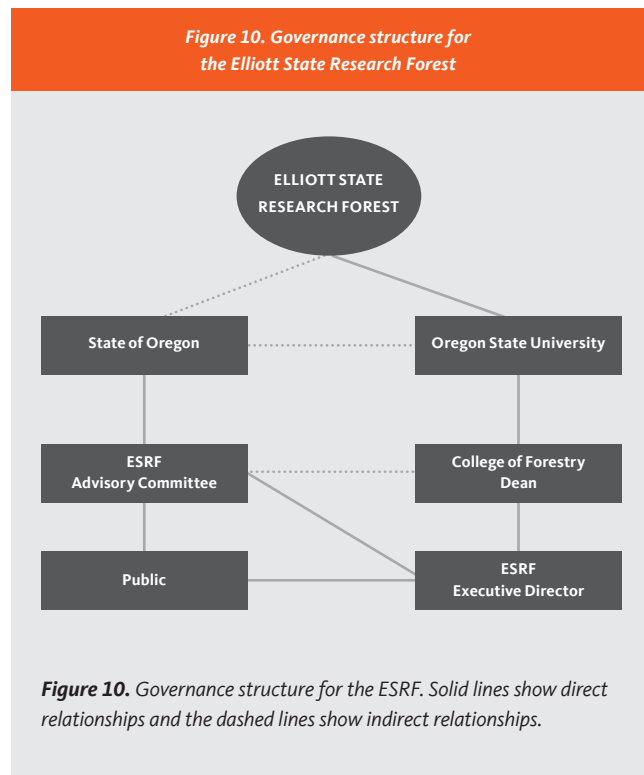 Figure 10. Governance structure for
the Elliott State Research Forest
ELLIOTT STATE
RESEARCH FOREST
State of Oregon
Oregon State University
ESRF
Advisory Committee
College of Forestry
Dean
Public
ESRF
Executive Director
Figure 10. Governance structure for the ESRF. Solid lines show direct
relationships and the dashed lines show indirect relationships.